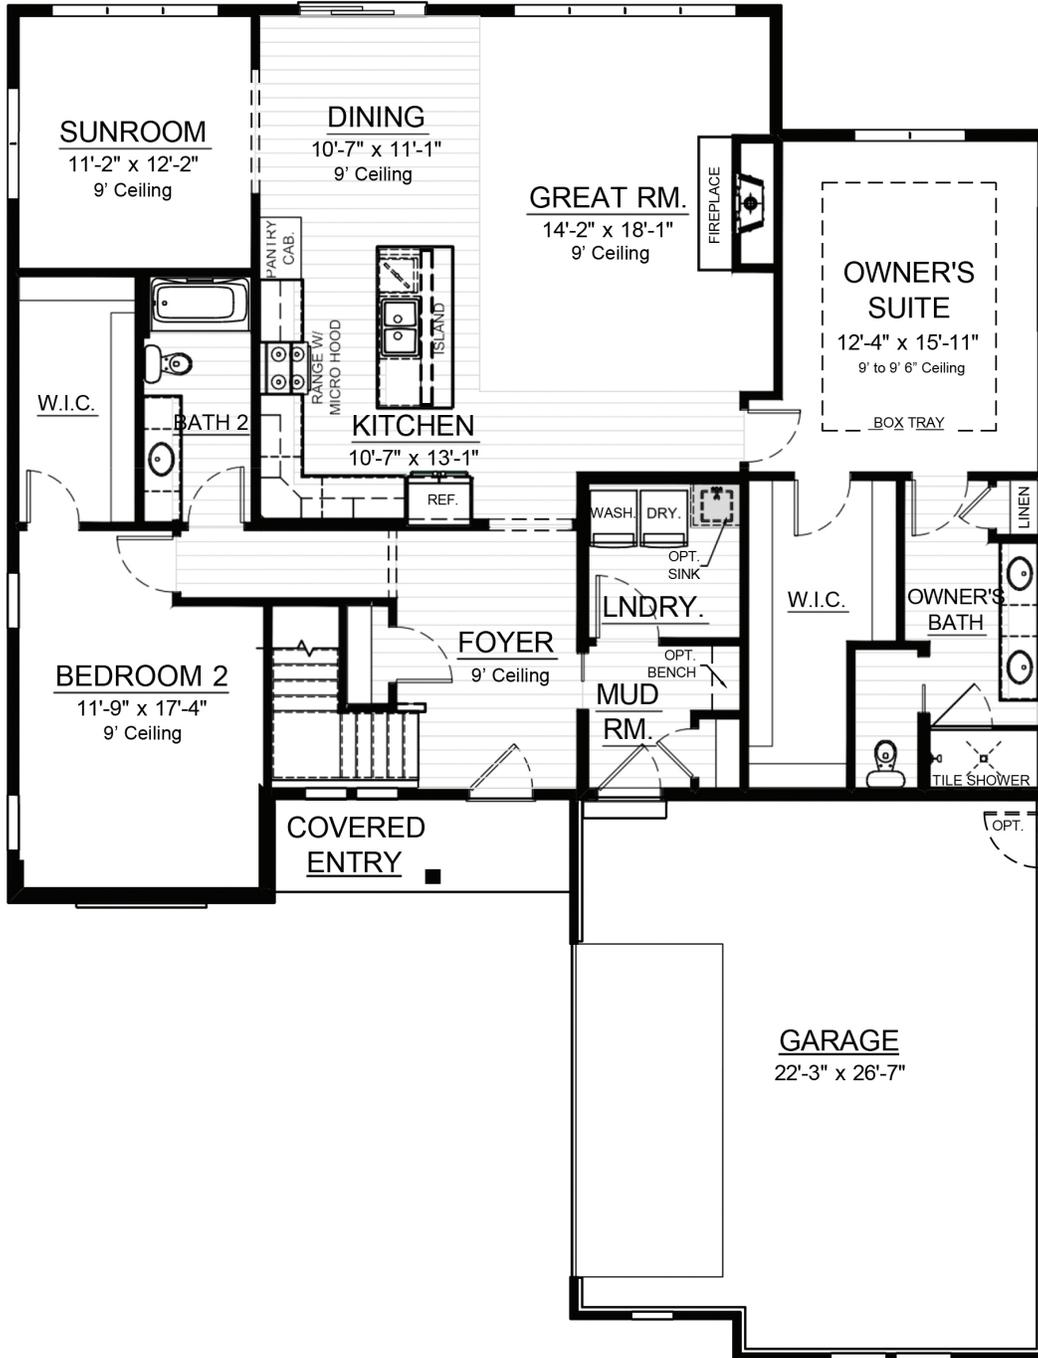 SUNROOM
11'-2" x 12'-2"
9' Ceiling
DINING
10'-7" x 11'-1"
9' Ceiling
GREAT RM.
14'-2" x 18'-1"
9' Ceiling
FIREPLACE
OWNER'S
SUITE
12'-4" x 15'-11"
9' to 9' 6" Ceiling
BOX TRAY
PANTRY
CAB.
ISLAND
RANGE W/
MICRO HOOD
W.I.C.
BATH 2
KITCHEN
10'-7" x 13'-1"
REF.
WASH.
DRY.
OPT.
SINK
LNDRY.
W.I.C.
LINEN
OWNER'S
BATH
BEDROOM 2
11'-9" x 17'-4"
9' Ceiling
FOYER
9' Ceiling
OPT.
BENCH
MUD
RM.
TILE SHOWER
COVERED
ENTRY
OPT.
GARAGE
22'-3" x 26'-7"